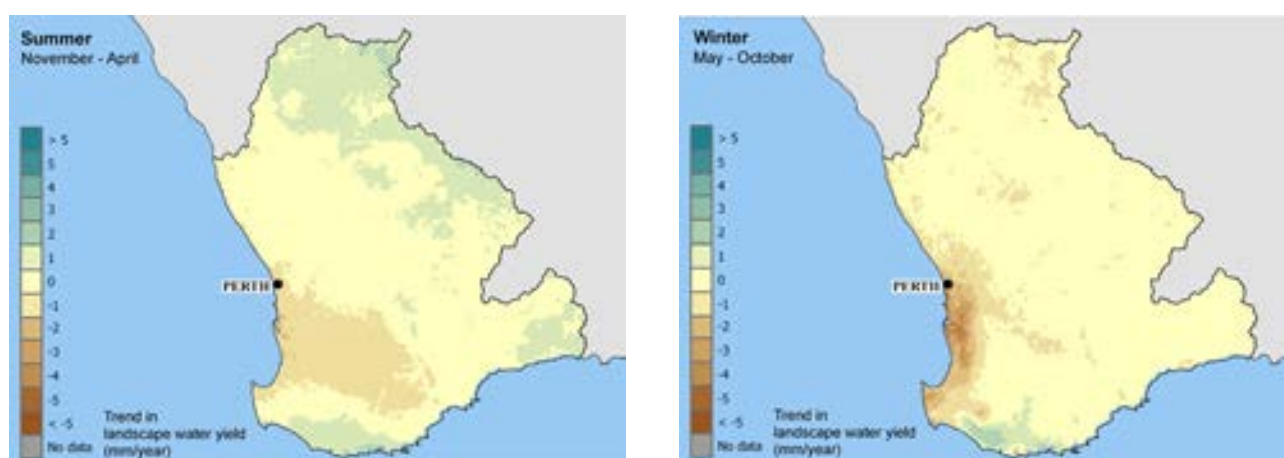 Summer
November - April
> 5
5
4
3
2
1
0
-1
-2
-3
-4
-5
< -5
No data
PERTH
Trend in
landscape water yield
(mm/year)
Winter
May - October
> 5
5
4
3
2
1
0
-1
-2
-3
-4
-5
< -5
No data
PERTH
Trend in
landscape water yield
(mm/year)